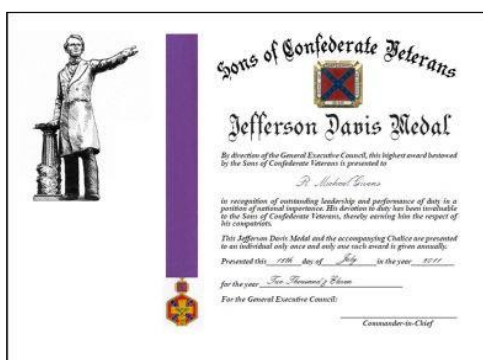 Sons of Confederate Veterans
Jefferson Davis Medal
By direction of the General Executive Council, this highest award bestowed
by the Sons of Confederate Veterans is presented to
R. Michael Givens
in recognition of outstanding leadership and performance of duty in a
position of national importance. His devotion to duty has been invaluable
to the Sons of Confederate Veterans, thereby earning him the respect of
his compatriots.
This Jefferson Davis Medal and the accompanying Chalice are presented
to an individual only once and only one such award is given annually.
Presented this 15th day of July in the year 2011
for the year Two Thousand & Eleven
For the General Executive Council:
Commander-in-Chief